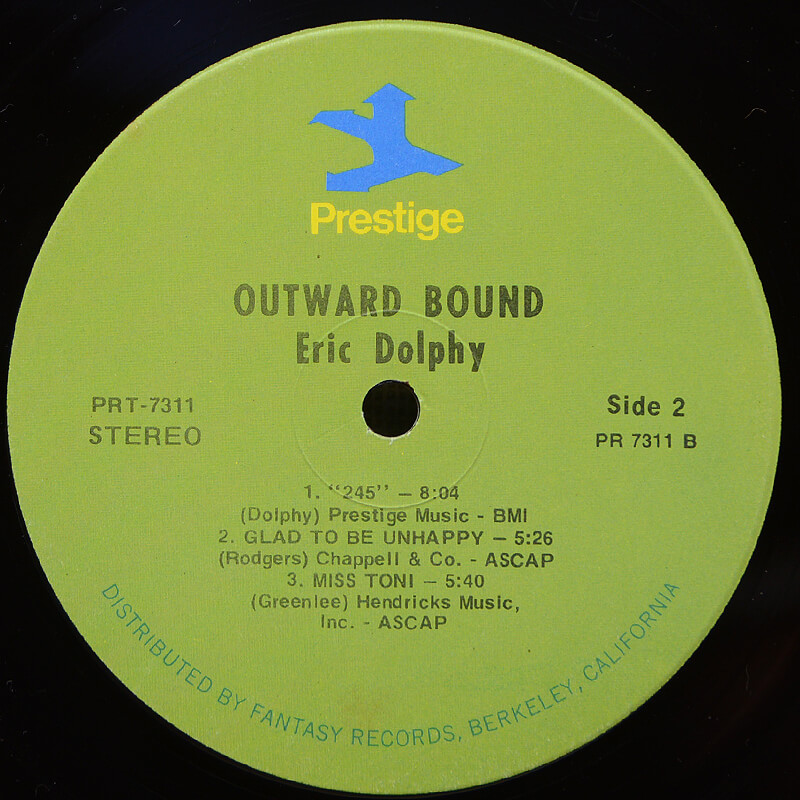 Prestige
OUTWARD BOUND
Eric Dolphy
PRT-7311
STEREO
Side 2
PR 7311 B
1. "245" — 8:04
(Dolphy) Prestige Music - BMI
2. GLAD TO BE UNHAPPY — 5:26
(Rodgers) Chappell & Co. - ASCAP
3. MISS TONI — 5:40
(Greenlee) Hendricks Music,
Inc. - ASCAP
DISTRIBUTED BY FANTASY RECORDS, BERKELEY, CALIFORNIA